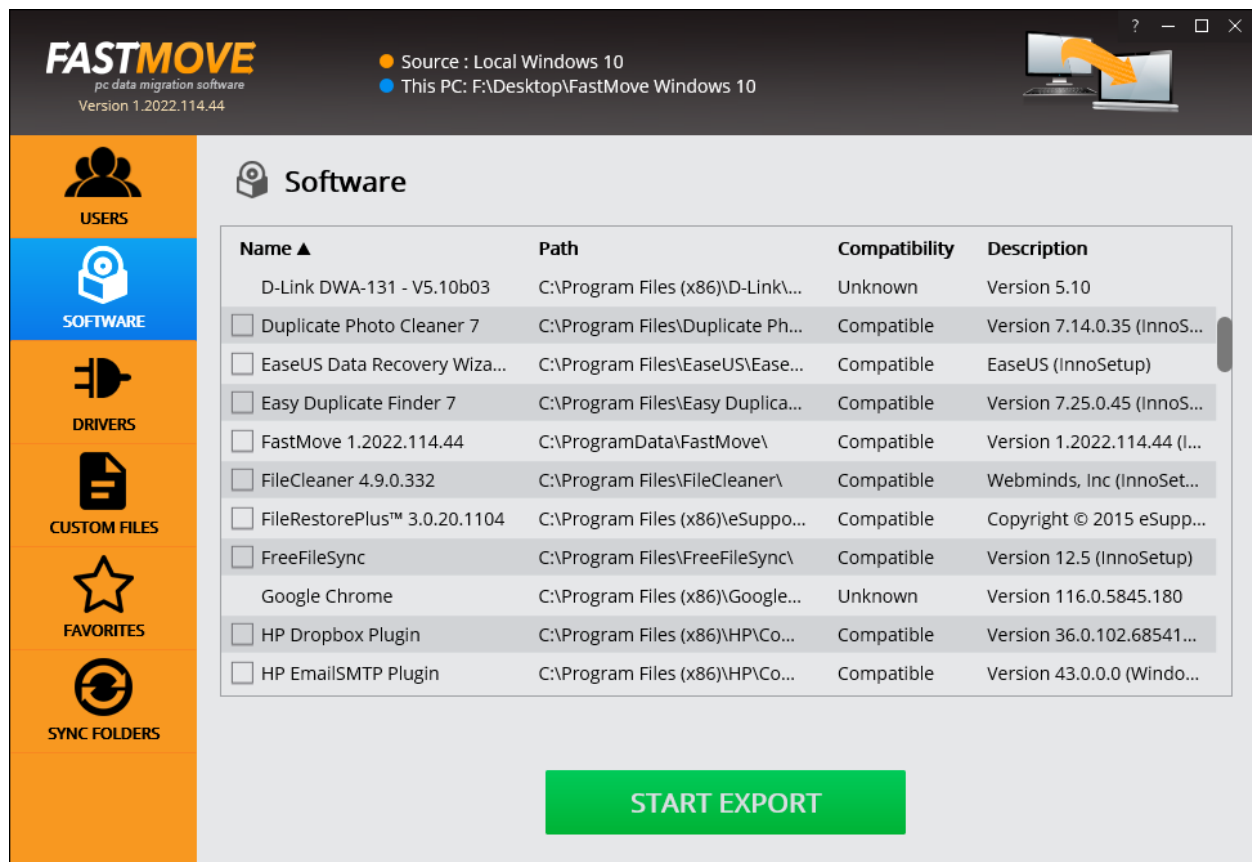 FASTMOVE
pc data migration software
Version 1.2022.114.44
Source : Local Windows 10
This PC: F:\Desktop\FastMove Windows 10
?
USERS
SOFTWARE
DRIVERS
CUSTOM FILES
FAVORITES
SYNC FOLDERS
Software
Name ▲ Path Compatibility Description
D-Link DWA-131 - V5.10b03 C:\Program Files (x86)\D-Link\... Unknown Version 5.10
Duplicate Photo Cleaner 7 C:\Program Files\Duplicate Ph... Compatible Version 7.14.0.35 (InnoS...
EaseUS Data Recovery Wiza... C:\Program Files\EaseUS\Ease... Compatible EaseUS (InnoSetup)
Easy Duplicate Finder 7 C:\Program Files\Easy Duplica... Compatible Version 7.25.0.45 (InnoS...
FastMove 1.2022.114.44 C:\ProgramData\FastMove\ Compatible Version 1.2022.114.44 (I...
FileCleaner 4.9.0.332 C:\Program Files\FileCleaner\ Compatible Webminds, Inc (InnoSet...
FileRestorePlus™ 3.0.20.1104 C:\Program Files (x86)\eSuppo... Compatible Copyright © 2015 eSupp...
FreeFileSync C:\Program Files\FreeFileSync\ Compatible Version 12.5 (InnoSetup)
Google Chrome C:\Program Files (x86)\Google... Unknown Version 116.0.5845.180
HP Dropbox Plugin C:\Program Files (x86)\HP\Co... Compatible Version 36.0.102.68541...
HP EmailSMTP Plugin C:\Program Files (x86)\HP\Co... Compatible Version 43.0.0.0 (Windo...
START EXPORT